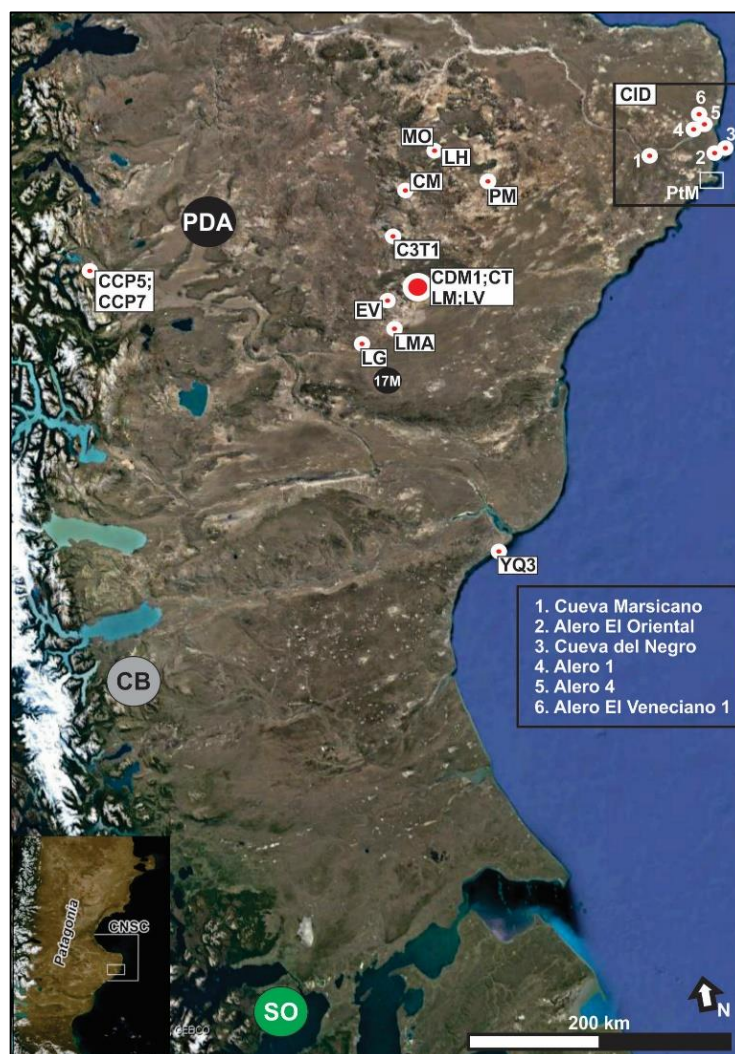 CID
6
5
4
3
2
1
PtM
MO
LH
CM
PM
PDA
C3T1
CCP5;
CCP7
CDM1;CT
LM;LV
EV
LMA
LG
17M
YQ3
1. Cueva Marsicano
2. Alero El Oriental
3. Cueva del Negro
4. Alero 1
5. Alero 4
6. Alero El Veneciano 1
CB
Patagonia
CNSC
SO
N
200 km